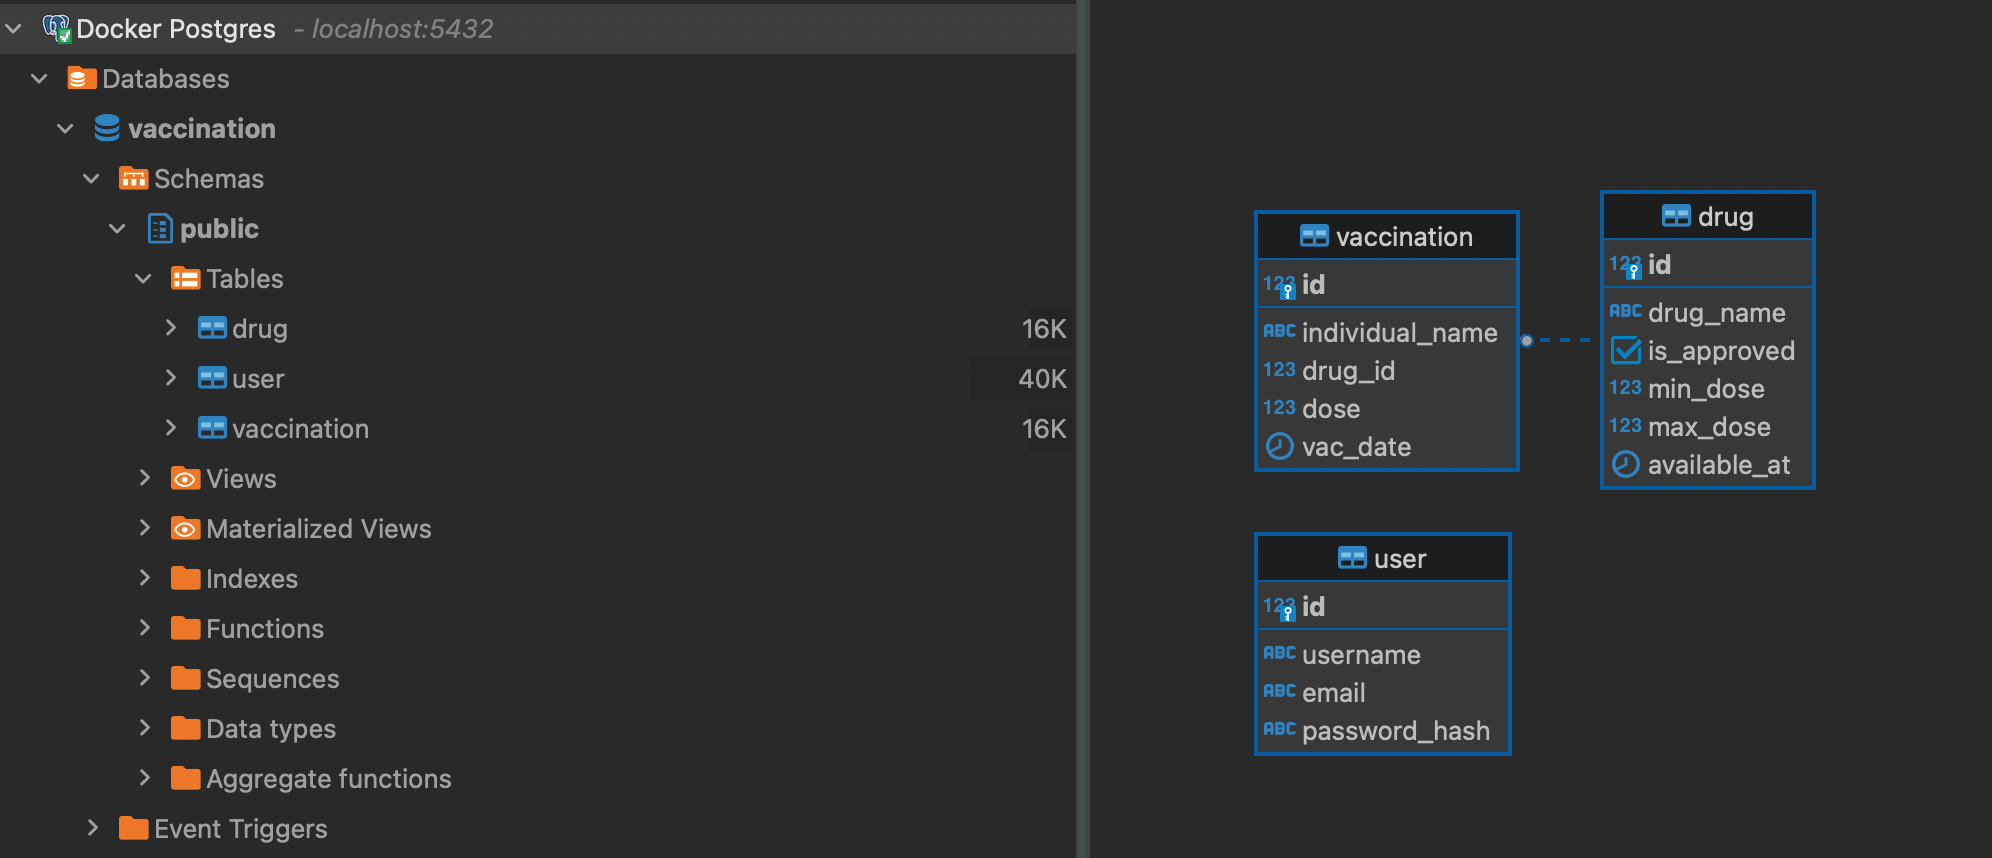 Docker Postgres - localhost:5432
Databases
vaccination
Schemas
public
Tables
drug 16K
user 40K
vaccination 16K
Views
Materialized Views
Indexes
Functions
Sequences
Data types
Aggregate functions
Event Triggers
vaccination
123 id
ABC individual_name
123 drug_id
123 dose
vac_date
drug
123 id
ABC drug_name
is_approved
123 min_dose
123 max_dose
available_at
user
123 id
ABC username
ABC email
ABC password_hash